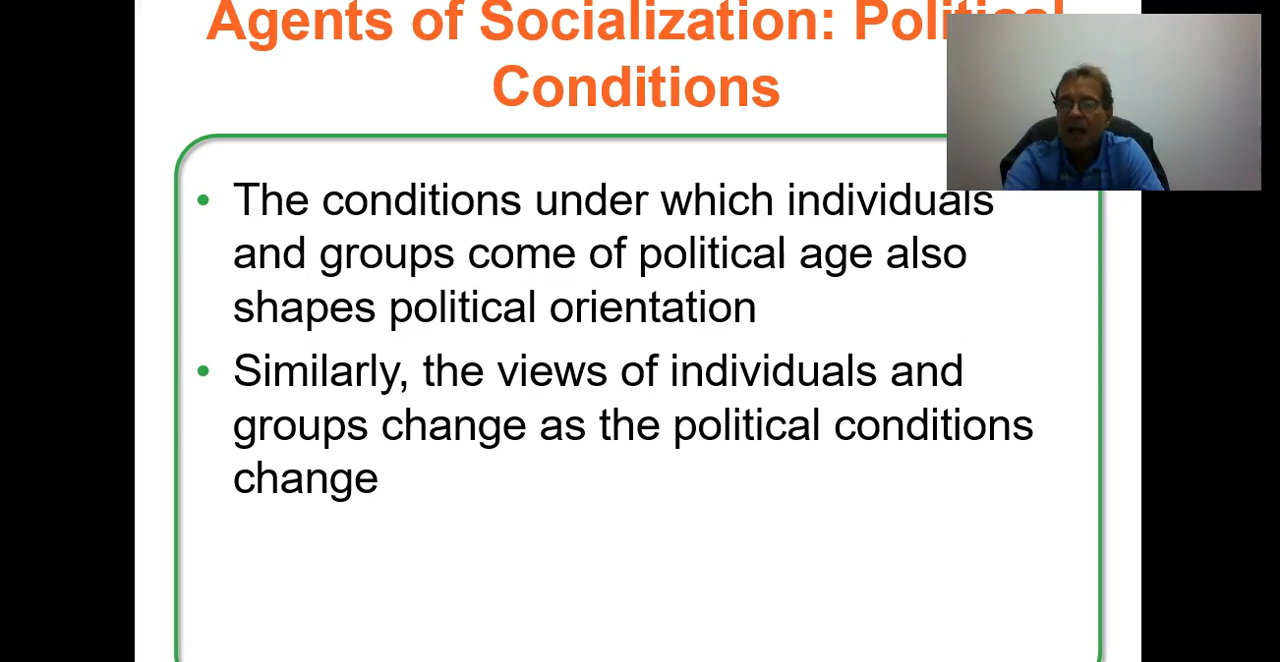 Agents of Socialization: Political
Conditions
• The conditions under which individuals
and groups come of political age also
shapes political orientation
• Similarly, the views of individuals and
groups change as the political conditions
change